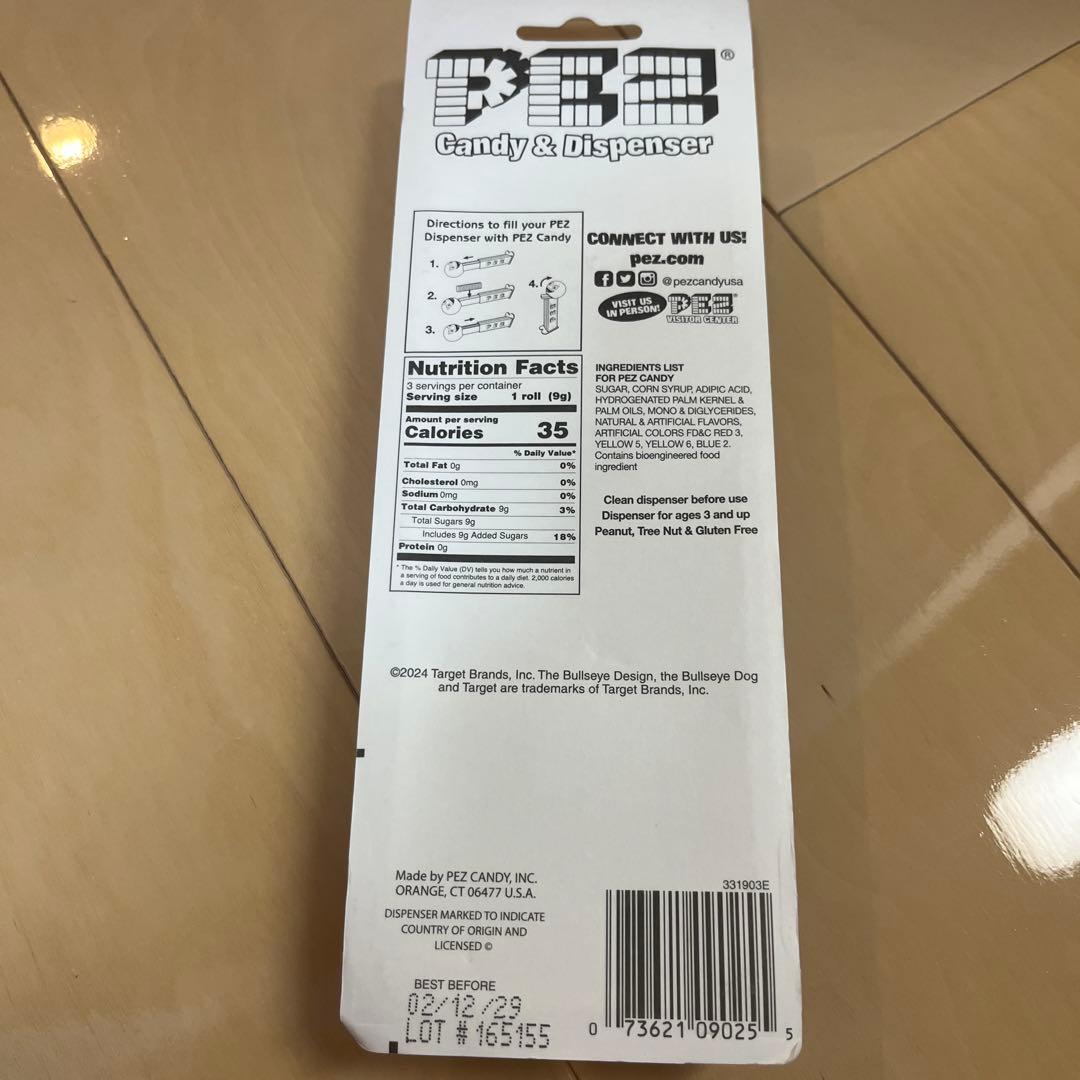 PEZ®
Candy & Dispenser
Directions to fill your PEZ
Dispenser with PEZ Candy
1.
2.
3.
4.
CONNECT WITH US!
pez.com
@pezcandyusa
VISIT US
IN PERSON!
PEZ
VISITOR CENTER
Nutrition Facts
3 servings per container
Serving size 1 roll (9g)
Amount per serving
Calories 35
% Daily Value*
Total Fat 0g 0%
Cholesterol 0mg 0%
Sodium 0mg 0%
Total Carbohydrate 9g 3%
Total Sugars 9g
Includes 9g Added Sugars 18%
Protein 0g
* The % Daily Value (DV) tells you how much a nutrient in
a serving of food contributes to a daily diet. 2,000 calories
a day is used for general nutrition advice.
INGREDIENTS LIST
FOR PEZ CANDY
SUGAR, CORN SYRUP, ADIPIC ACID,
HYDROGENATED PALM KERNEL &
PALM OILS, MONO & DIGLYCERIDES,
NATURAL & ARTIFICIAL FLAVORS,
ARTIFICIAL COLORS FD&C RED 3,
YELLOW 5, YELLOW 6, BLUE 2.
Contains bioengineered food
ingredient
Clean dispenser before use
Dispenser for ages 3 and up
Peanut, Tree Nut & Gluten Free
©2024 Target Brands, Inc. The Bullseye Design, the Bullseye Dog
and Target are trademarks of Target Brands, Inc.
Made by PEZ CANDY, INC.
ORANGE, CT 06477 U.S.A.
DISPENSER MARKED TO INDICATE
COUNTRY OF ORIGIN AND
LICENSED ©
BEST BEFORE
02/12/29
LOT # 165155
331903E
0 73621 09025 5